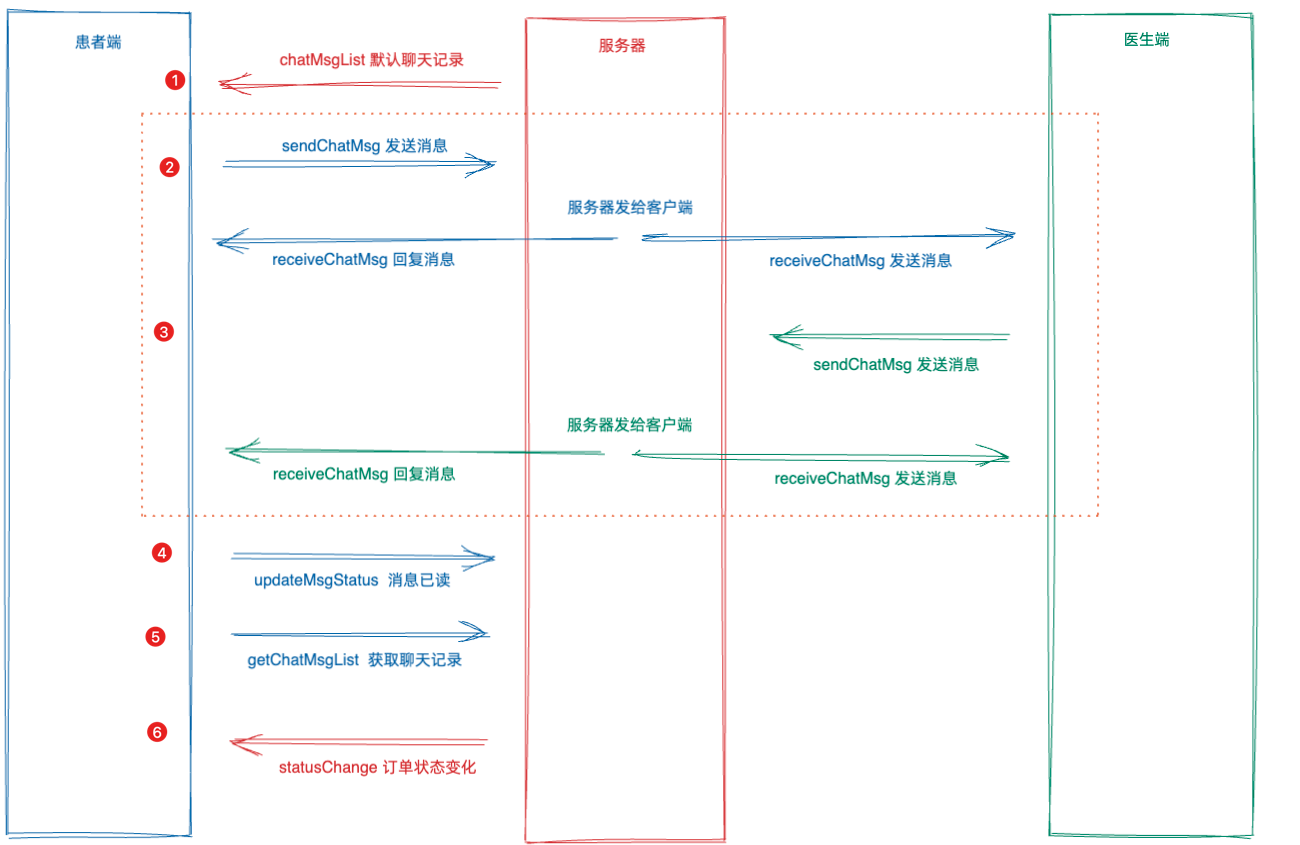 患者端
服务器
医生端
chatMsgList 默认聊天记录
1
sendChatMsg 发送消息
2
服务器发给客户端
receiveChatMsg 回复消息
receiveChatMsg 发送消息
3
sendChatMsg 发送消息
服务器发给客户端
receiveChatMsg 回复消息
receiveChatMsg 发送消息
4
updateMsgStatus 消息已读
5
getChatMsgList 获取聊天记录
6
statusChange 订单状态变化